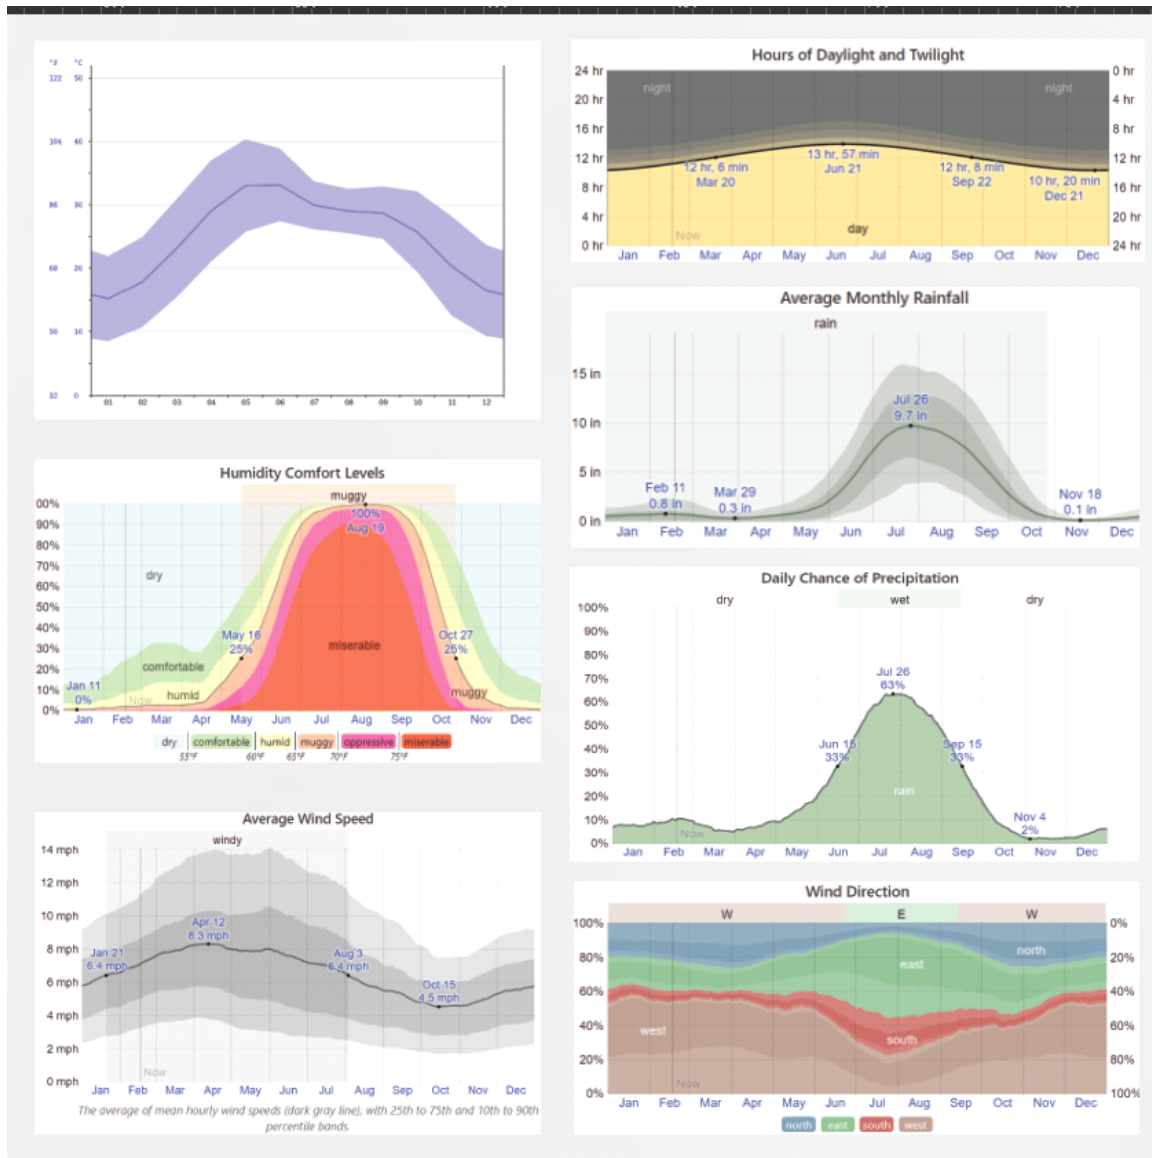 °F °C
122 50
104 40
86 30
68 20
50 10
32 0
01 02 03 04 05 06 07 08 09 10 11 12
Hours of Daylight and Twilight
24 hr 0 hr
night night
20 hr 4 hr
16 hr 8 hr
12 hr 12 hr
13 hr, 57 min
Jun 21
12 hr, 6 min
Mar 20
12 hr, 8 min
Sep 22
10 hr, 20 min
Dec 21
8 hr 16 hr
4 hr 20 hr
Now
day
0 hr 24 hr
Jan Feb Mar Apr May Jun Jul Aug Sep Oct Nov Dec
Average Monthly Rainfall
rain
15 in
10 in
5 in
0 in
Jul 26
9.7 in
Feb 11
0.8 in
Mar 29
0.3 in
Nov 18
0.1 in
Jan Feb Mar Apr May Jun Jul Aug Sep Oct Nov Dec
Humidity Comfort Levels
muggy
00%
90%
80%
70%
60%
50%
40%
30%
20%
10%
0%
100%
Aug 19
dry
May 16
25%
Oct 27
25%
miserable
comfortable
Jan 11
0%
Now
humid
muggy
Jan Feb Mar Apr May Jun Jul Aug Sep Oct Nov Dec
dry comfortable humid muggy oppressive miserable
55°F 60°F 65°F 70°F 75°F
Daily Chance of Precipitation
dry wet dry
100%
90%
80%
70%
60%
50%
40%
30%
20%
10%
0%
Jul 26
63%
Jun 15
33%
Sep 15
33%
rain
Nov 4
2%
Now
Jan Feb Mar Apr May Jun Jul Aug Sep Oct Nov Dec
Average Wind Speed
windy
14 mph
12 mph
10 mph
8 mph
6 mph
4 mph
2 mph
0 mph
Apr 12
8.3 mph
Jan 21
6.4 mph
Aug 3
6.4 mph
Oct 15
4.5 mph
Now
Jan Feb Mar Apr May Jun Jul Aug Sep Oct Nov Dec
The average of mean hourly wind speeds (dark gray line), with 25th to 75th and 10th to 90th
percentile bands.
Wind Direction
W E W
100% 0%
80% 20%
60% 40%
40% 60%
20% 80%
0% 100%
north
east
west
south
Now
Jan Feb Mar Apr May Jun Jul Aug Sep Oct Nov Dec
north east south west